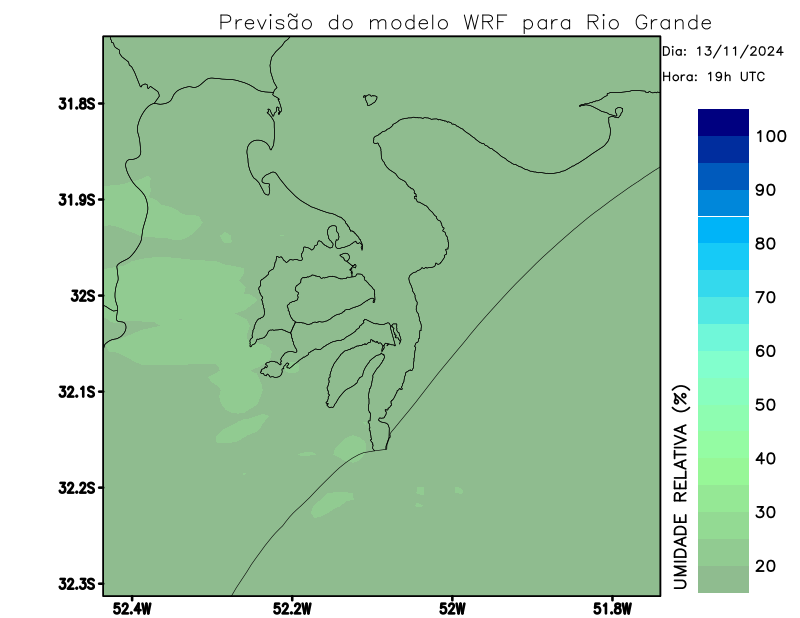 Previsão do modelo WRF para Rio Grande
Dia: 13/11/2024
Hora: 19h UTC
31.8S
31.9S
32S
32.1S
32.2S
32.3S
52.4W
52.2W
52W
51.8W
100
90
80
70
60
50
40
30
20
UMIDADE RELATIVA (%)